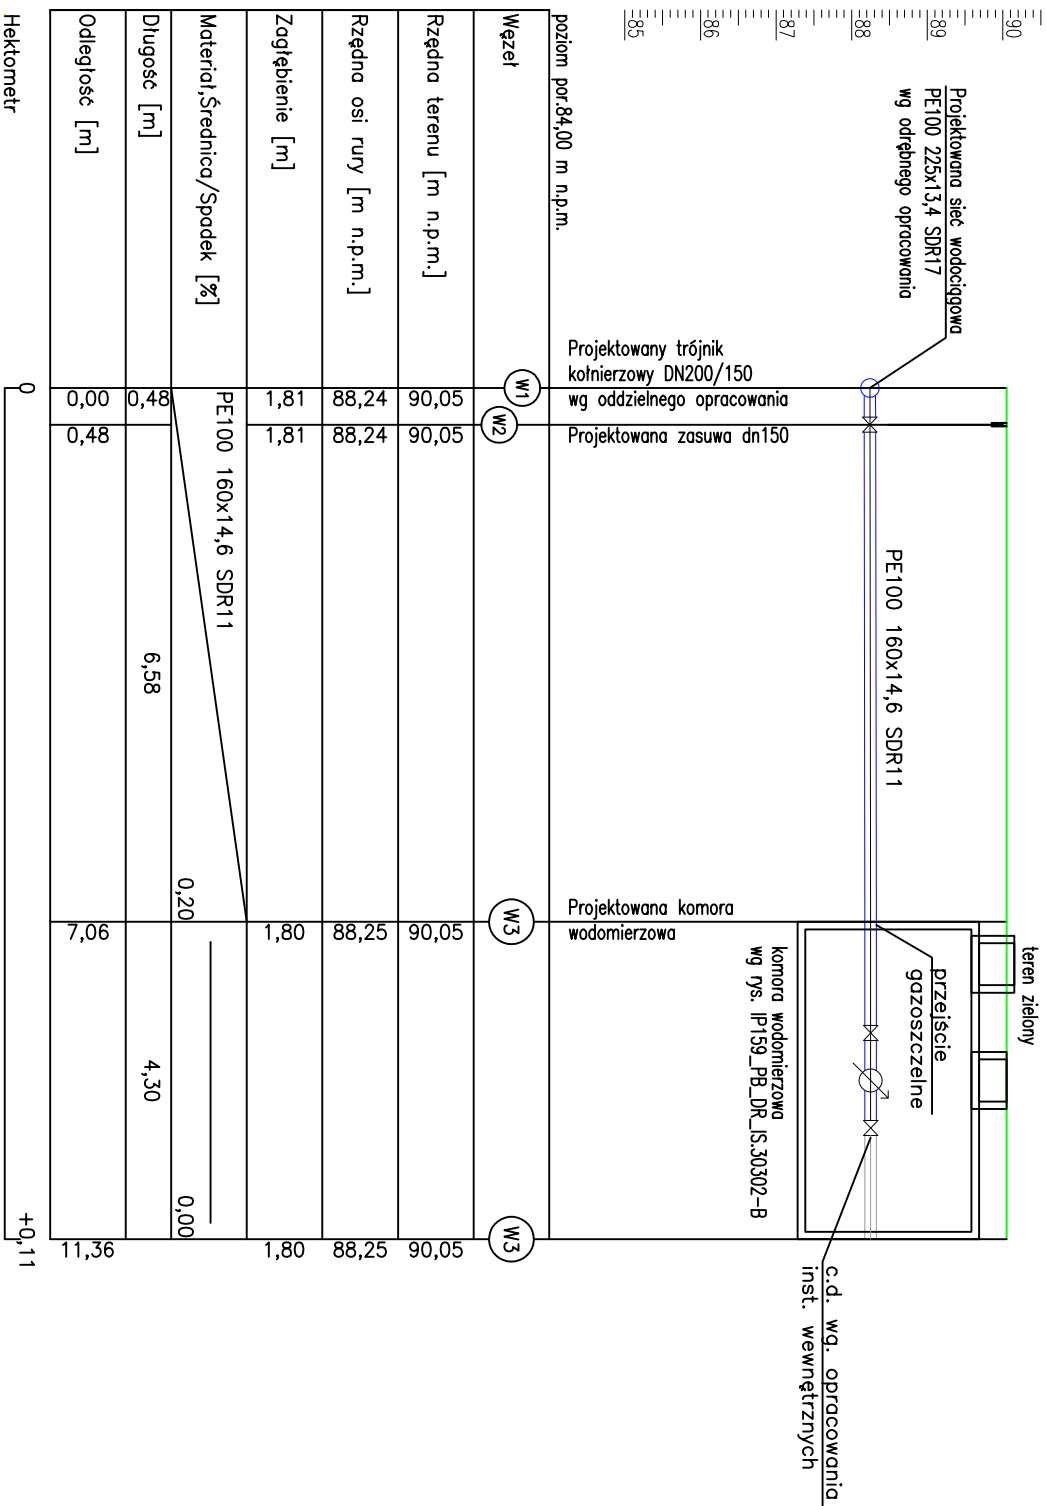 90
89
88
87
86
85
Projektowana sieć wodociągowa
PE100 225x13,4 SDR17
wg odrębnego opracowania
teren zielony
przejście
gazoszczelne
PE100 160x14,6 SDR11
c.d. wg. opracowania
inst. wewnętrznych
komora wodomierzowa
wg rys. IP159_PB_DR_IS.30302-B
Projektowany trójnik
kołnierzowy DN200/150
wg oddzielnego opracowania
Projektowana zasuwa dn150
Projektowana komora
wodomierzowa
poziom por.84,00 m n.p.m.
Węzeł
W1
W2
W3
W3
Rzędna terenu [m n.p.m.]
90,05
90,05
90,05
90,05
Rzędna osi rury [m n.p.m.]
88,24
88,24
88,25
88,25
Zagłębienie [m]
1,81
1,81
1,80
1,80
Materiał,Średnica/Spadek [%]
PE100 160x14,6 SDR11
0,20
0,00
Długość [m]
0,48
6,58
4,30
Odległość [m]
0,00
0,48
7,06
11,36
Hektometr
0
+0,11